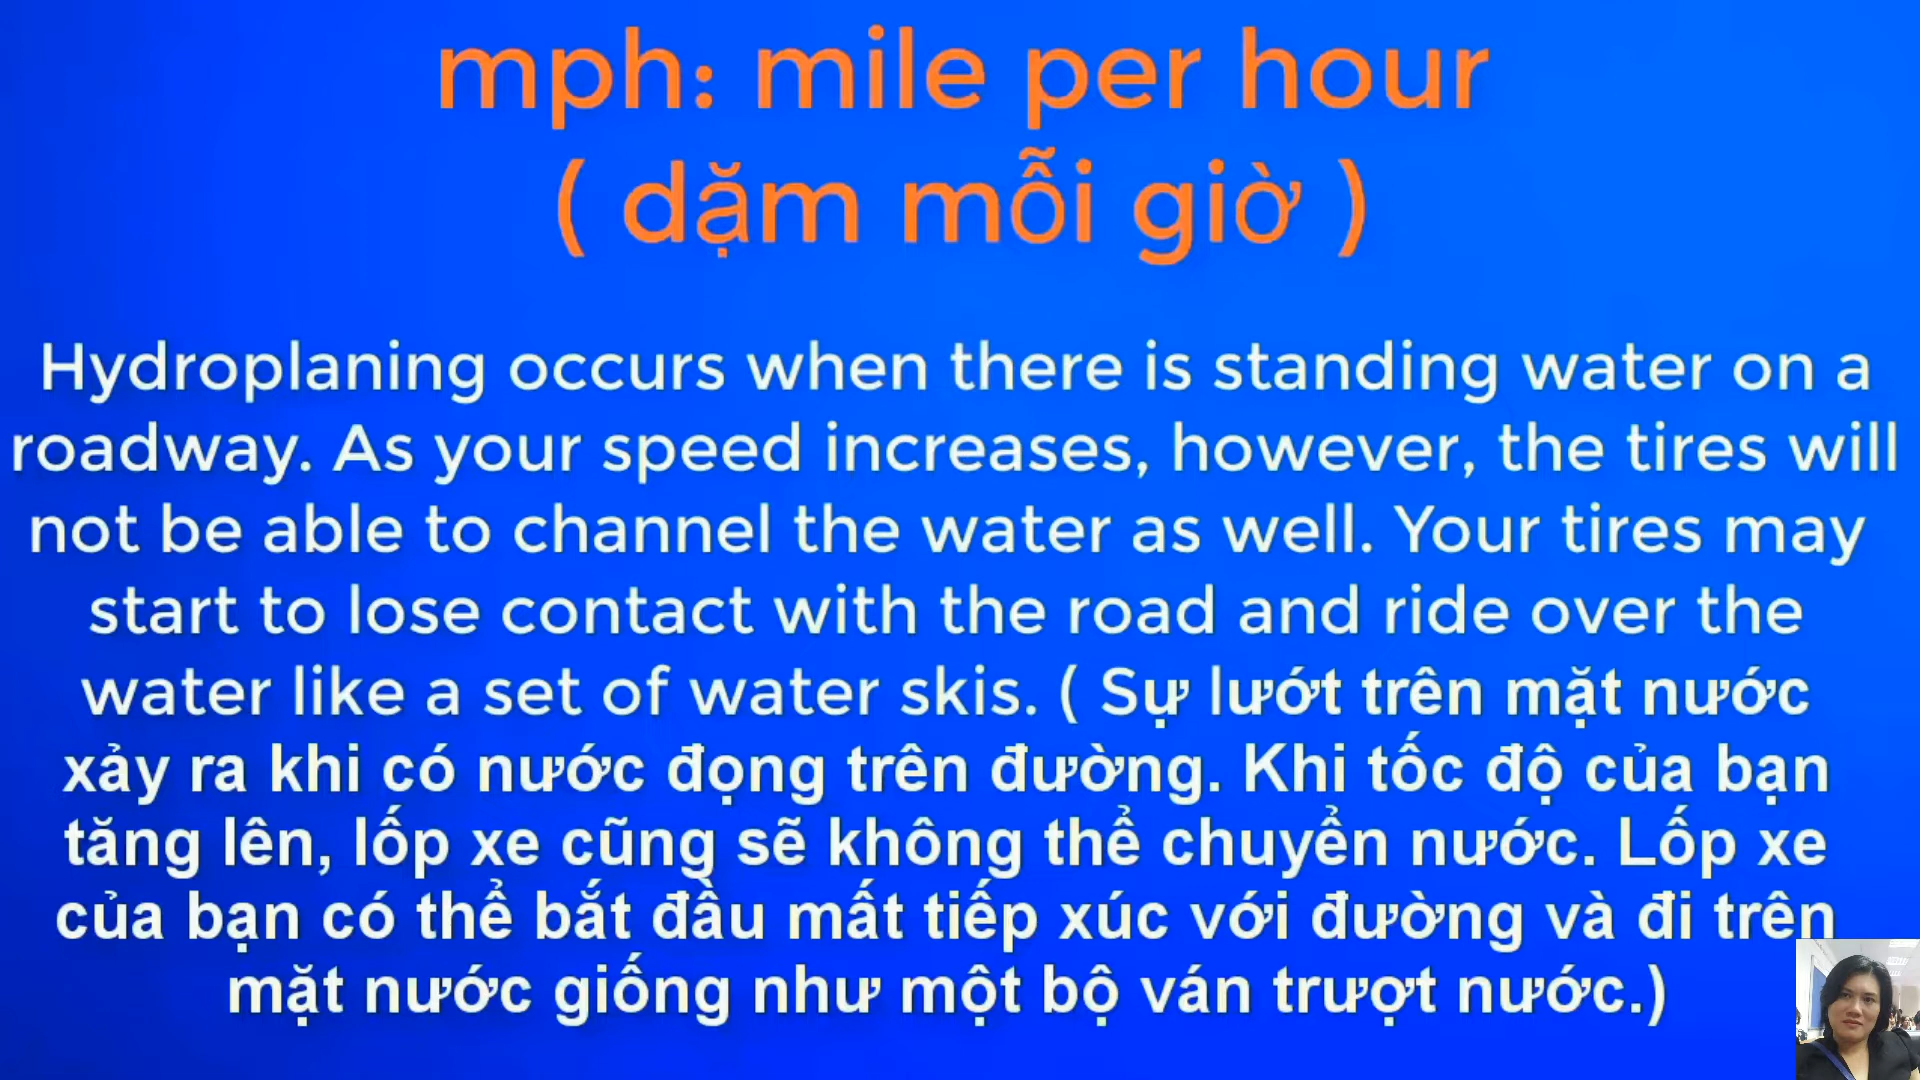 mph: mile per hour
( dặm mỗi giờ )
Hydroplaning occurs when there is standing water on a
roadway. As your speed increases, however, the tires will
not be able to channel the water as well. Your tires may
start to lose contact with the road and ride over the
water like a set of water skis. ( Sự lướt trên mặt nước
xảy ra khi có nước đọng trên đường. Khi tốc độ của bạn
tăng lên, lốp xe cũng sẽ không thể chuyển nước. Lốp xe
của bạn có thể bắt đầu mất tiếp xúc với đường và đi trên
mặt nước giống như một bộ ván trượt nước.)